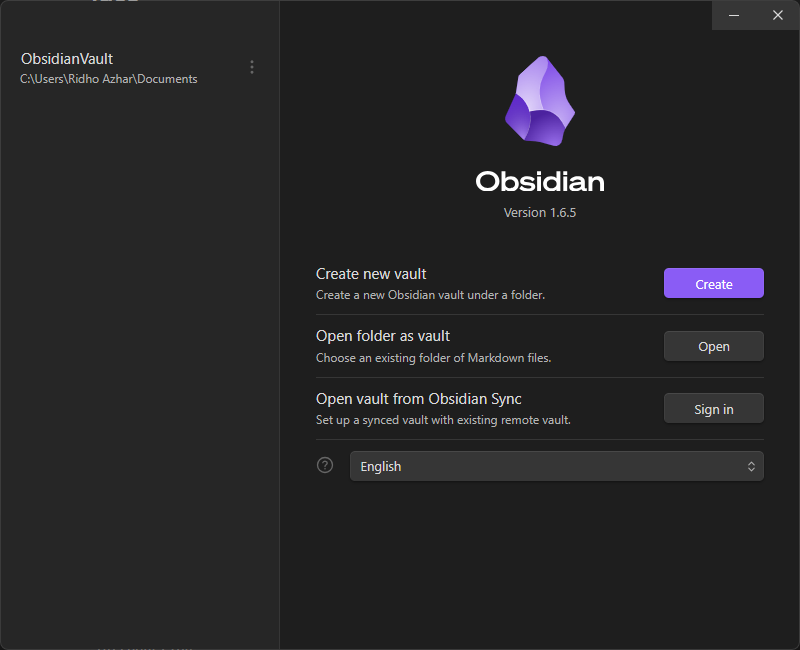 ObsidianVault
C:\Users\Ridho Azhar\Documents
Obsidian
Version 1.6.5
Create new vault
Create a new Obsidian vault under a folder.
Create
Open folder as vault
Choose an existing folder of Markdown files.
Open
Open vault from Obsidian Sync
Set up a synced vault with existing remote vault.
Sign in
?
English